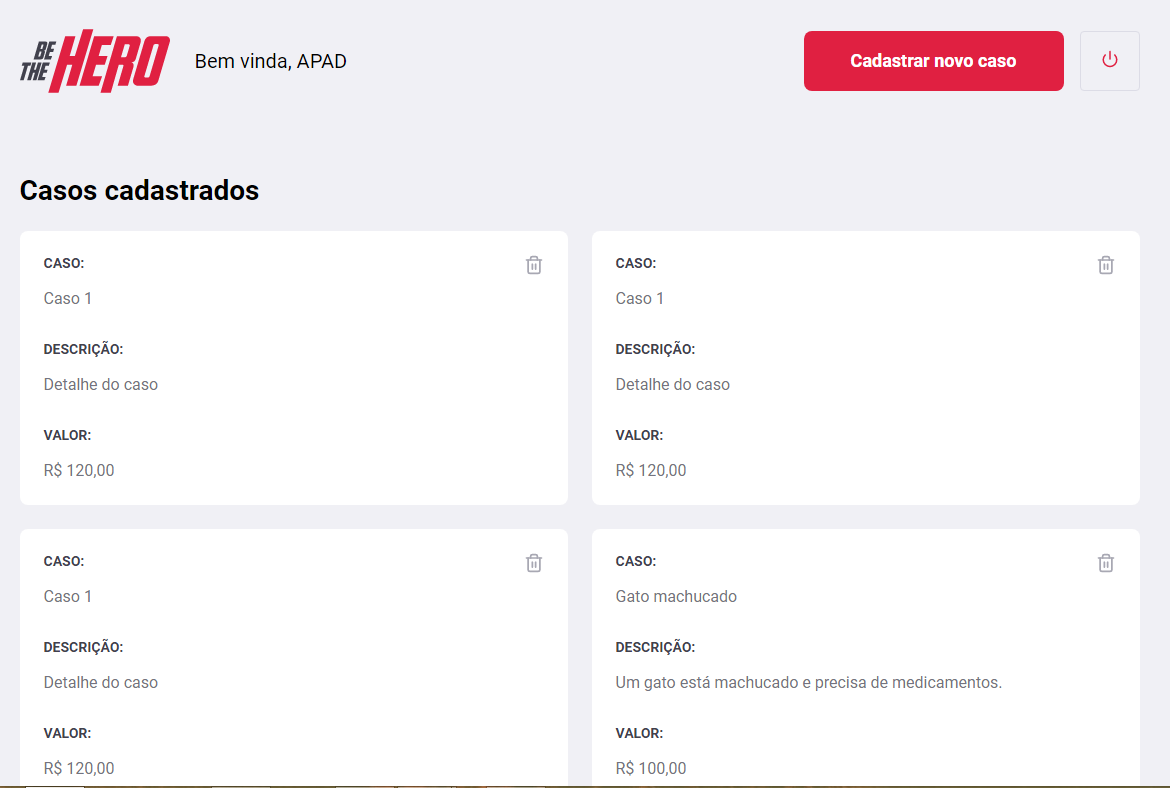 BE THE HERO
Bem vinda, APAD
Cadastrar novo caso
Casos cadastrados
CASO:
Caso 1
DESCRIÇÃO:
Detalhe do caso
VALOR:
R$ 120,00
CASO:
Caso 1
DESCRIÇÃO:
Detalhe do caso
VALOR:
R$ 120,00
CASO:
Caso 1
DESCRIÇÃO:
Detalhe do caso
VALOR:
R$ 120,00
CASO:
Gato machucado
DESCRIÇÃO:
Um gato está machucado e precisa de medicamentos.
VALOR:
R$ 100,00